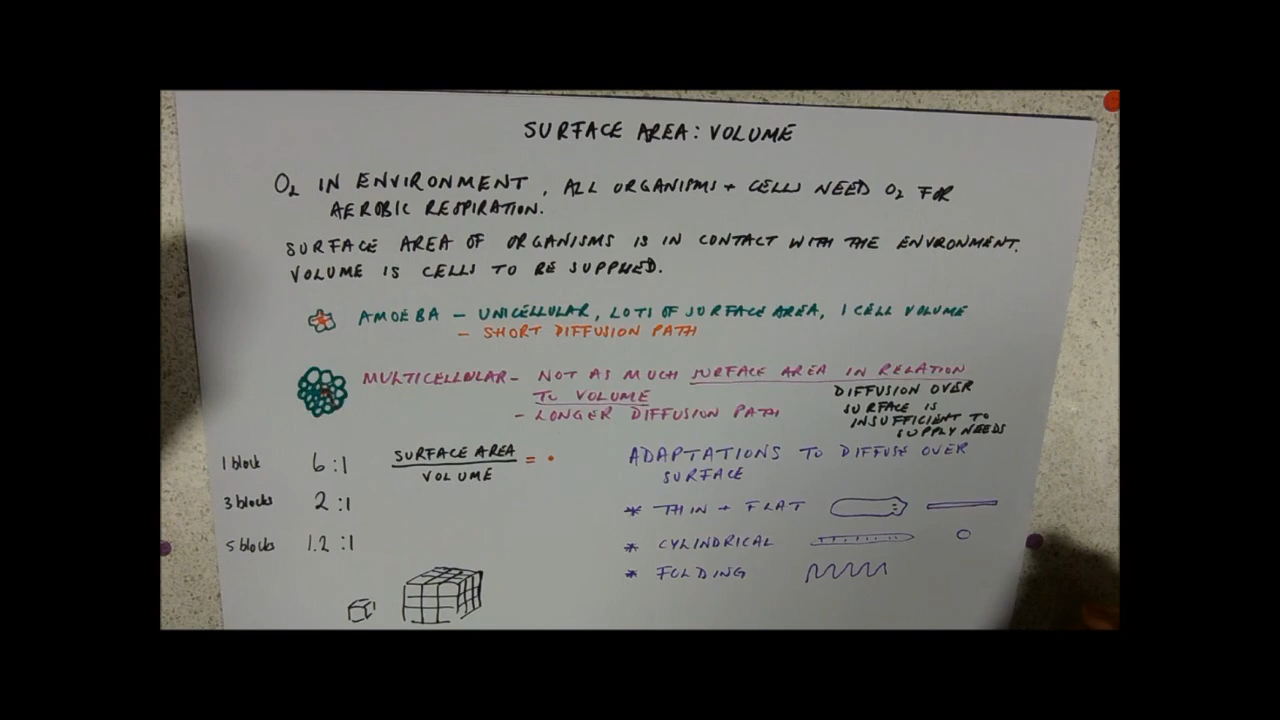 SURFACE AREA: VOLUME
O2 IN ENVIRONMENT, ALL ORGANISMS + CELLS NEED O2 FOR
AEROBIC RESPIRATION.
SURFACE AREA OF ORGANISMS IS IN CONTACT WITH THE ENVIRONMENT.
VOLUME IS CELLS TO BE SUPPLIED.
AMOEBA - UNICELLULAR, LOTS OF SURFACE AREA, 1 CELL VOLUME
- SHORT DIFFUSION PATH
MULTICELLULAR - NOT AS MUCH SURFACE AREA IN RELATION
TO VOLUME
- LONGER DIFFUSION PATH
DIFFUSION OVER
SURFACE IS
INSUFFICIENT TO
SUPPLY NEEDS
1 block 6:1
3 blocks 2:1
5 blocks 1.2:1
SURFACE AREA
VOLUME
= •
ADAPTATIONS TO DIFFUSE OVER
SURFACE
* THIN + FLAT
* CYLINDRICAL
* FOLDING